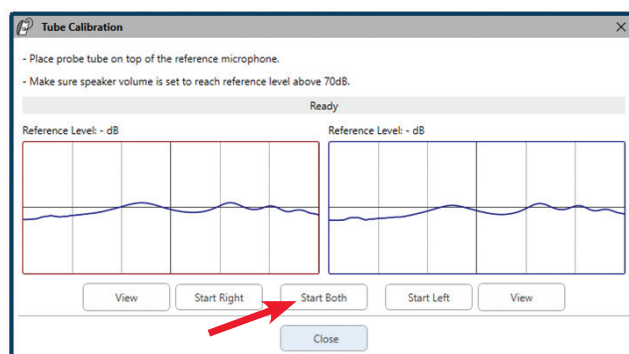 Tube Calibration
- Place probe tube on top of the reference microphone.
- Make sure speaker volume is set to reach reference level above 70dB.
Ready
Reference Level: - dB
Reference Level: - dB
View
Start Right
Start Both
Start Left
View
Close